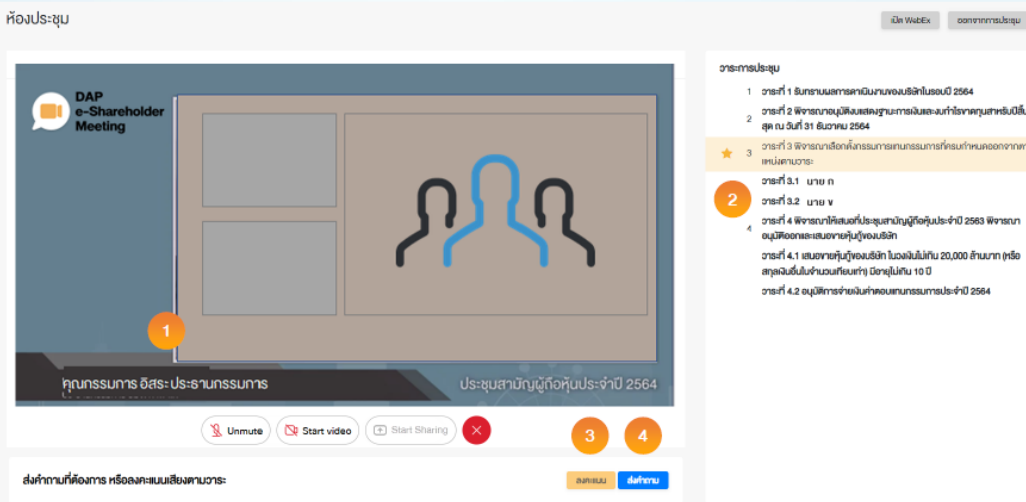 ห้องประชุม
เปิด WebEx
ออกจากการประชุม
DAP
e-Shareholder
Meeting
1
คุณกรรมการ อิสระ ประธานกรรมการ
ประชุมสามัญผู้ถือหุ้นประจำปี 2564
Unmute
Start video
Start Sharing
3
4
ส่งคำถามที่ต้องการ หรือลงคะแนนเสียงตามวาระ
ลงคะแนน
ส่งคำถาม
วาระการประชุม
1 วาระที่ 1 รับทราบผลการดำเนินงานของบริษัทในรอบปี 2564
2 วาระที่ 2 พิจารณาอนุมัติงบแสดงฐานะการเงินและงบกำไรขาดทุนสำหรับปีสิ้น
สุด ณ วันที่ 31 ธันวาคม 2564
3 วาระที่ 3 พิจารณาเลือกตั้งกรรมการแทนกรรมการที่ครบกำหนดออกจากตำ
แหน่งตามวาระ
วาระที่ 3.1 นาย ก
2
วาระที่ 3.2 นาย ข
4 วาระที่ 4 พิจารณาให้เสนอที่ประชุมสามัญผู้ถือหุ้นประจำปี 2563 พิจารณา
อนุมัติออกและเสนอขายหุ้นกู้ของบริษัท
วาระที่ 4.1 เสนอขายหุ้นกู้ของบริษัท ในวงเงินไม่เกิน 20,000 ล้านบาท (หรือ
สกุลเงินอื่นในจำนวนเทียบเท่า) มีอายุไม่เกิน 10 ปี
วาระที่ 4.2 อนุมัติการจ่ายเงินค่าตอบแทนกรรมการประจำปี 2564